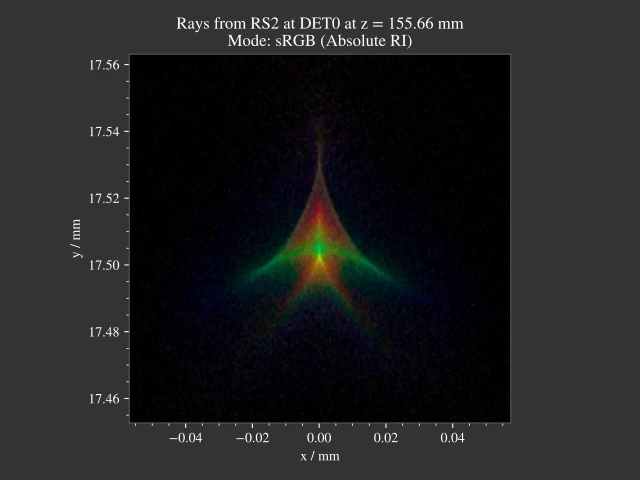 Rays from RS2 at DET0 at z = 155.66 mm
Mode: sRGB (Absolute RI)
17.56
17.54
17.52
17.50
17.48
17.46
y / mm
−0.04 −0.02 0.00 0.02 0.04
x / mm